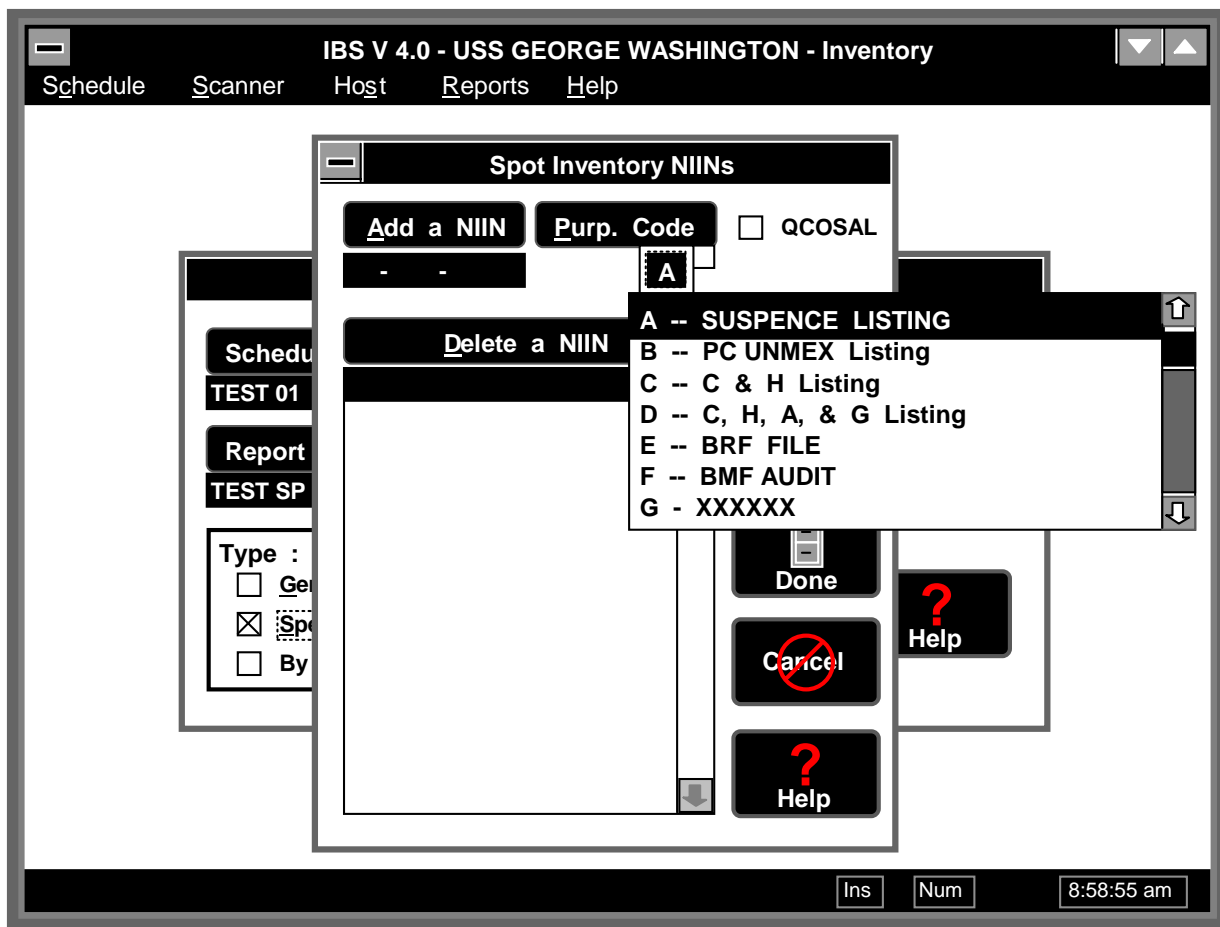 IBS V 4.0 - USS GEORGE WASHINGTON - Inventory
Schedule Scanner Host Reports Help
Spot Inventory NIINs
Add a NIIN Purp. Code QCOSAL
- - A
A -- SUSPENCE LISTING
B -- PC UNMEX Listing
C -- C & H Listing
D -- C, H, A, & G Listing
E -- BRF FILE
F -- BMF AUDIT
G - XXXXXX
Delete a NIIN
Schedu
TEST 01
Report
TEST SP
Type :
Ger
Spe
By
Done
Cancel
Help
Help
Ins Num 8:58:55 am